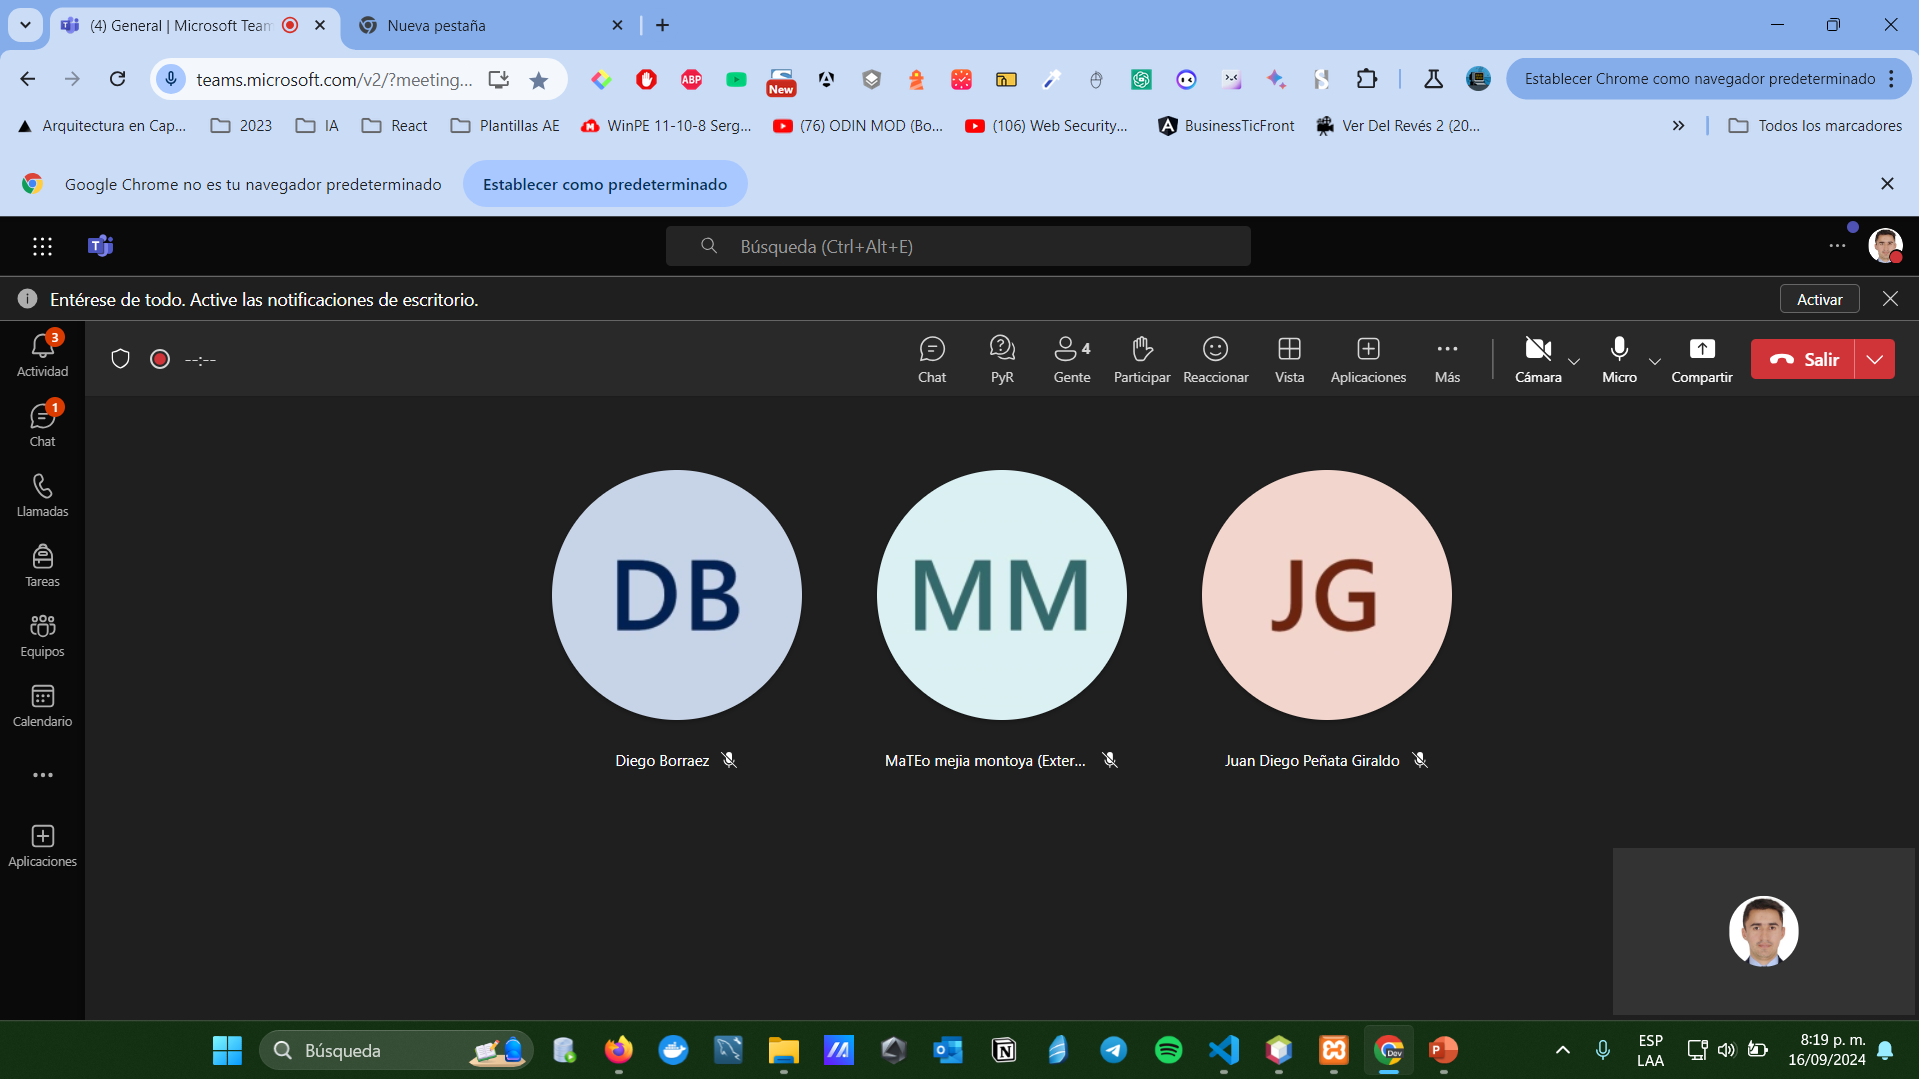 (4) General | Microsoft Team
Nueva pestaña
teams.microsoft.com/v2/?meeting...
ABP
New
Establecer Chrome como navegador predeterminado
Arquitectura en Cap...
2023
IA
React
Plantillas AE
WinPE 11-10-8 Serg...
(76) ODIN MOD (Bo...
(106) Web Security...
BusinessTicFront
Ver Del Revés 2 (20...
»
Todos los marcadores
Google Chrome no es tu navegador predeterminado
Establecer como predeterminado
Búsqueda (Ctrl+Alt+E)
Entérese de todo. Active las notificaciones de escritorio.
Activar
3
Actividad
1
Chat
Llamadas
Tareas
Equipos
Calendario
Aplicaciones
--:--
Chat
PyR
4
Gente
Participar
Reaccionar
Vista
Aplicaciones
Más
Cámara
Micro
Compartir
Salir
DB
MM
JG
Diego Borraez
MaTEo mejia montoya (Exter...
Juan Diego Peñata Giraldo
Búsqueda
Dev
ESP
LAA
8:19 p. m.
16/09/2024